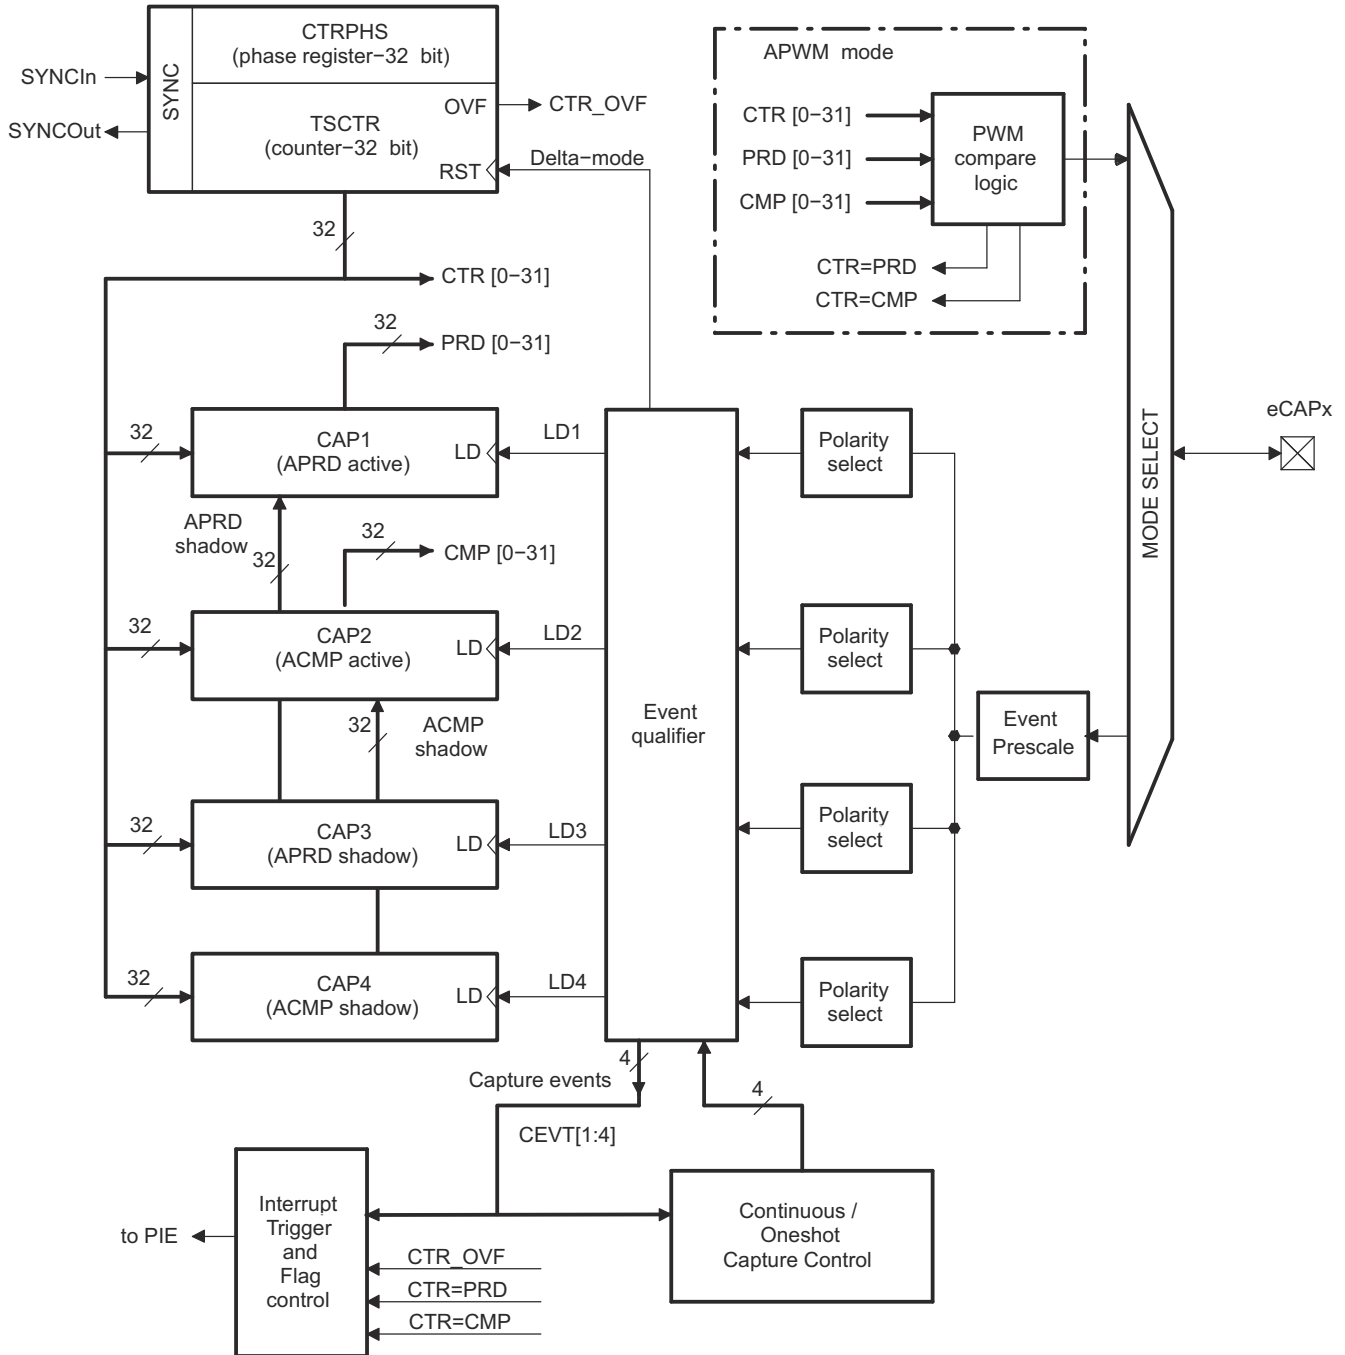 CTRPHS
(phase register−32 bit)
SYNCIn
SYNC
OVF
CTR_OVF
SYNCOut
TSCTR
(counter−32 bit)
RST
Delta−mode
32
CTR [0−31]
32
PRD [0−31]
APWM mode
CTR [0−31]
PRD [0−31]
CMP [0−31]
PWM
compare
logic
CTR=PRD
CTR=CMP
MODE SELECT
eCAPx
32
CAP1
(APRD active)
LD
LD1
Polarity
select
APRD
shadow
32
32
CMP [0−31]
32
CAP2
(ACMP active)
LD
LD2
Polarity
select
32
ACMP
shadow
Event
qualifier
Event
Prescale
32
CAP3
(APRD shadow)
LD
LD3
Polarity
select
32
CAP4
(ACMP shadow)
LD
LD4
Polarity
select
4
Capture events
4
CEVT[1:4]
to PIE
Interrupt
Trigger
and
Flag
control
CTR_OVF
CTR=PRD
CTR=CMP
Continuous /
Oneshot
Capture Control